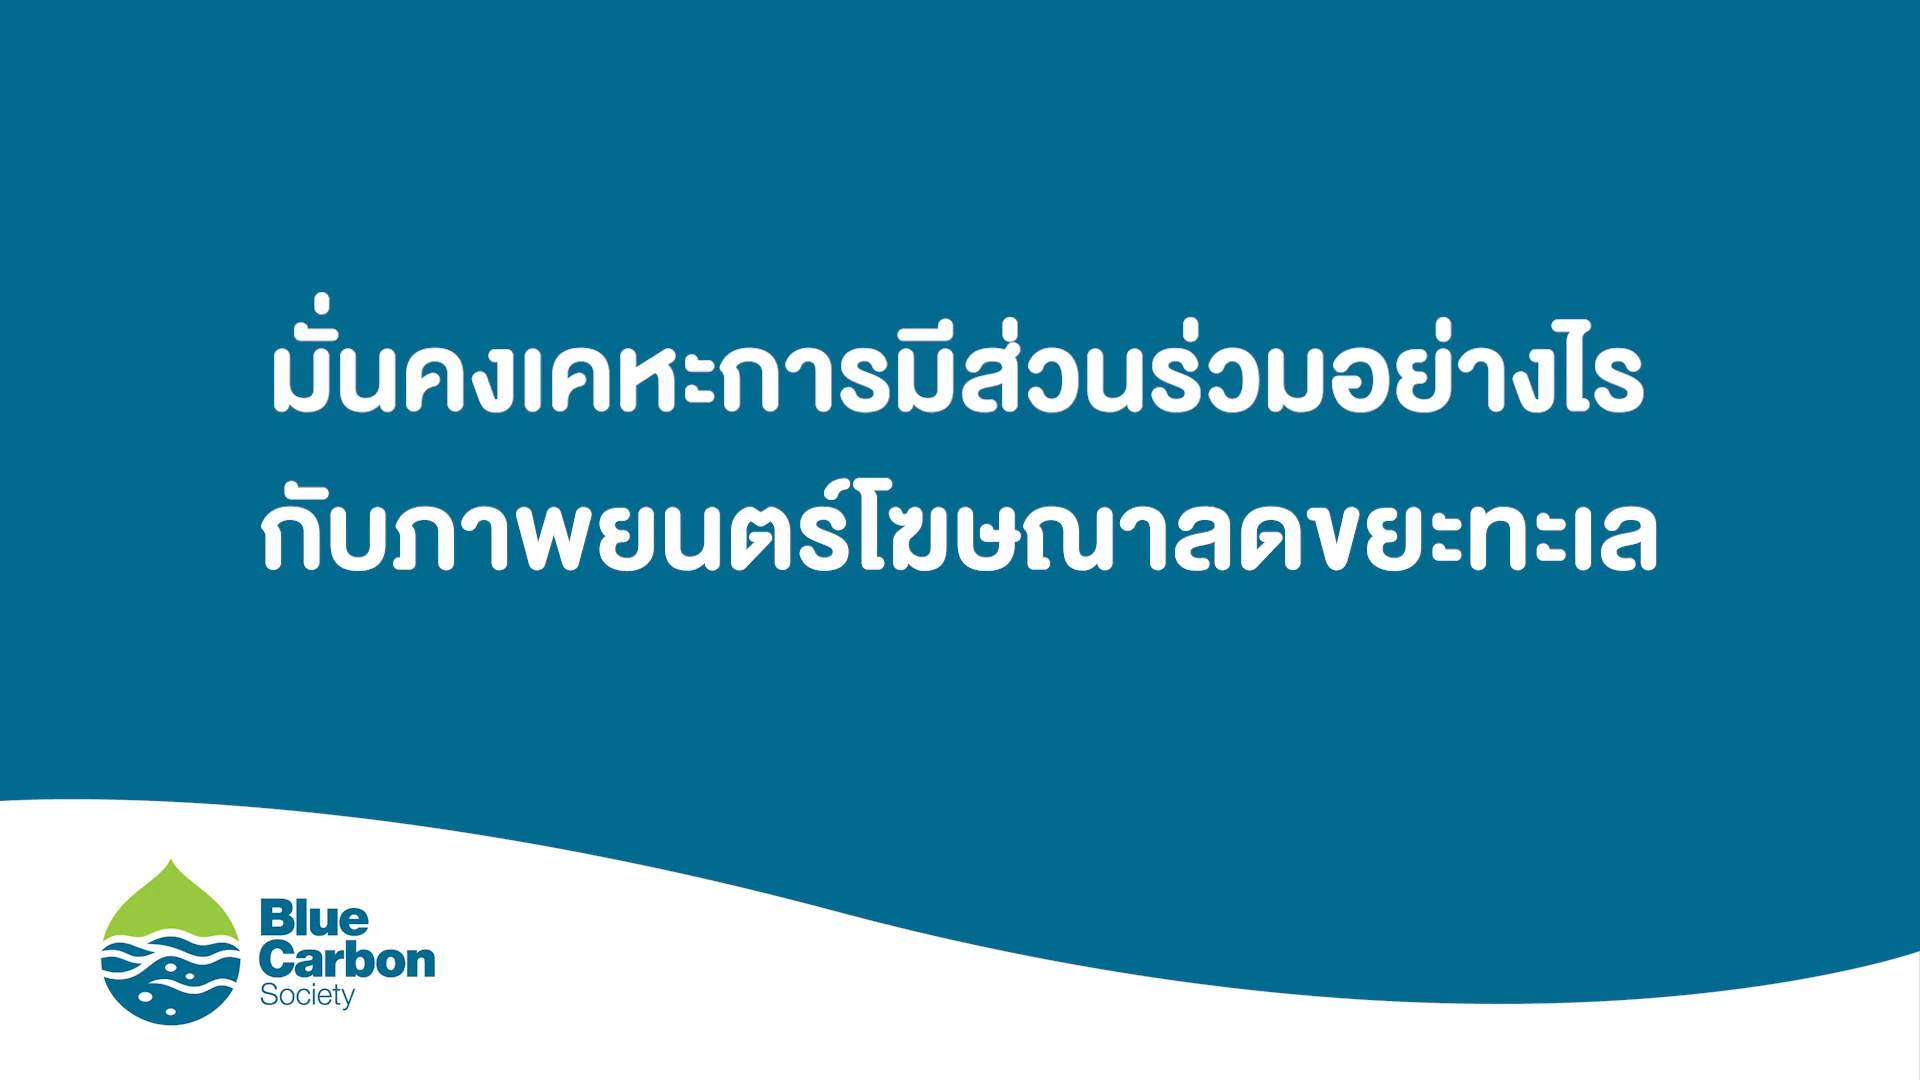 มั่นคงเคหะการมีส่วนร่วมอย่างไร
กับภาพยนตร์โฆษณาลดขยะทะเล
Blue
Carbon
Society